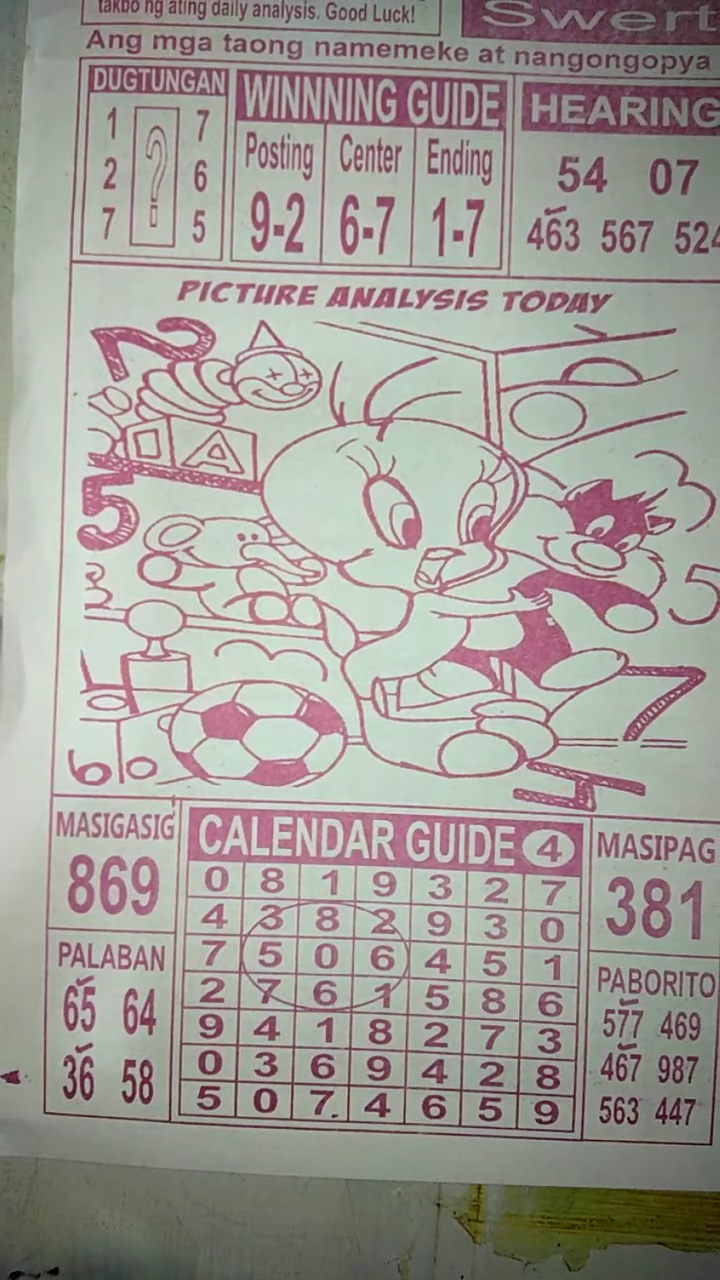 takbo ng ating daily analysis. Good Luck!
Swert
Ang mga taong namemeke at nangongopya
DUGTUNGAN
1 ? 7
2 6
7 5
WINNNING GUIDE
Posting Center Ending
9-2 6-7 1-7
HEARING
54 07
463 567 524
PICTURE ANALYSIS TODAY
2
A
5
3
5
7
6
4
MASIGASIG
869
PALABAN
65 64
36 58
CALENDAR GUIDE 4
0 8 1 9 3 2 7
4 3 8 2 9 3 0
7 5 0 6 4 5 1
2 7 6 1 5 8 6
9 4 1 8 2 7 3
0 3 6 9 4 2 8
5 0 7. 4 6 5 9
MASIPAG
381
PABORITO
577 469
467 987
563 447